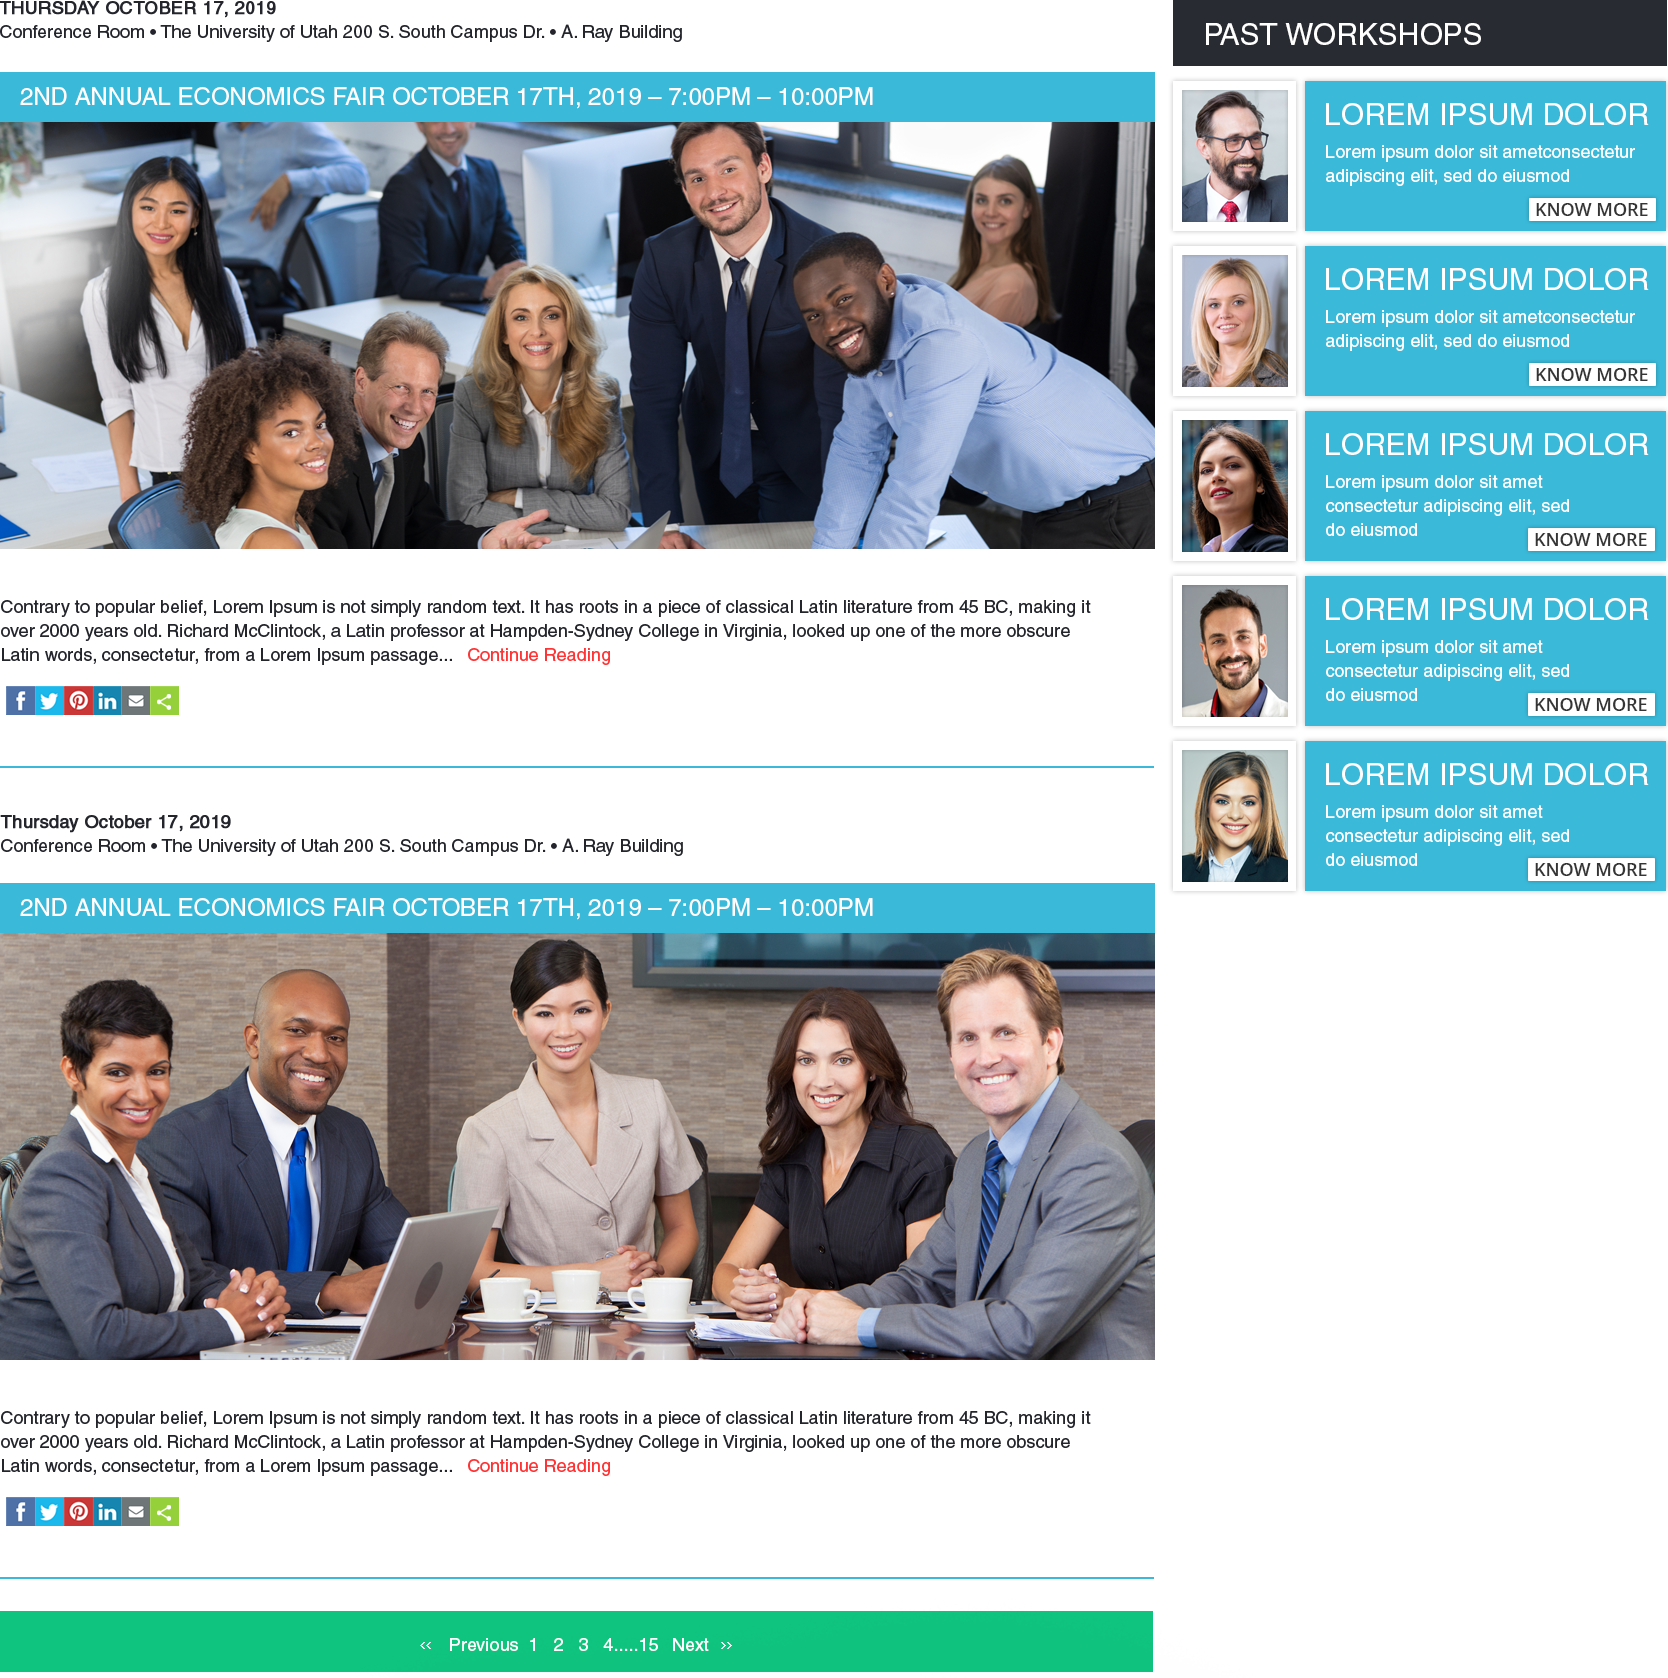 THURSDAY OCTOBER 17, 2019
Conference Room • The University of Utah 200 S. South Campus Dr. • A. Ray Building
2ND ANNUAL ECONOMICS FAIR OCTOBER 17TH, 2019 – 7:00PM – 10:00PM
Contrary to popular belief, Lorem Ipsum is not simply random text. It has roots in a piece of classical Latin literature from 45 BC, making it
over 2000 years old. Richard McClintock, a Latin professor at Hampden-Sydney College in Virginia, looked up one of the more obscure
Latin words, consectetur, from a Lorem Ipsum passage... Continue Reading
Thursday October 17, 2019
Conference Room • The University of Utah 200 S. South Campus Dr. • A. Ray Building
2ND ANNUAL ECONOMICS FAIR OCTOBER 17TH, 2019 – 7:00PM – 10:00PM
Contrary to popular belief, Lorem Ipsum is not simply random text. It has roots in a piece of classical Latin literature from 45 BC, making it
over 2000 years old. Richard McClintock, a Latin professor at Hampden-Sydney College in Virginia, looked up one of the more obscure
Latin words, consectetur, from a Lorem Ipsum passage... Continue Reading
‹‹ Previous 1 2 3 4.....15 Next ››
PAST WORKSHOPS
LOREM IPSUM DOLOR
Lorem ipsum dolor sit ametconsectetur
adipiscing elit, sed do eiusmod
KNOW MORE
LOREM IPSUM DOLOR
Lorem ipsum dolor sit ametconsectetur
adipiscing elit, sed do eiusmod
KNOW MORE
LOREM IPSUM DOLOR
Lorem ipsum dolor sit amet
consectetur adipiscing elit, sed
do eiusmod
KNOW MORE
LOREM IPSUM DOLOR
Lorem ipsum dolor sit amet
consectetur adipiscing elit, sed
do eiusmod
KNOW MORE
LOREM IPSUM DOLOR
Lorem ipsum dolor sit amet
consectetur adipiscing elit, sed
do eiusmod
KNOW MORE